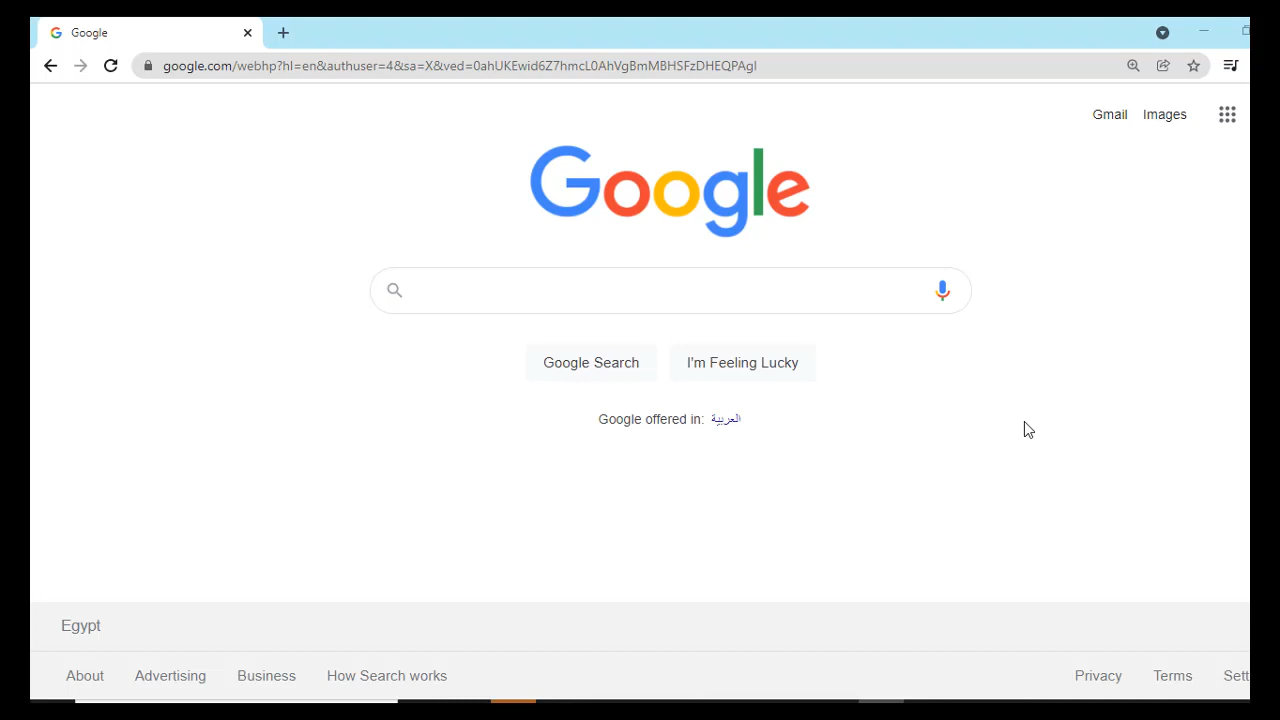 Google
google.com/webhp?hl=en&authuser=4&sa=X&ved=0ahUKEwid6Z7hmcL0AhVgBmMBHSFzDHEQPAgI
Gmail Images
Google
Google Search I'm Feeling Lucky
Google offered in: العربية
Egypt
About Advertising Business How Search works Privacy Terms Sett